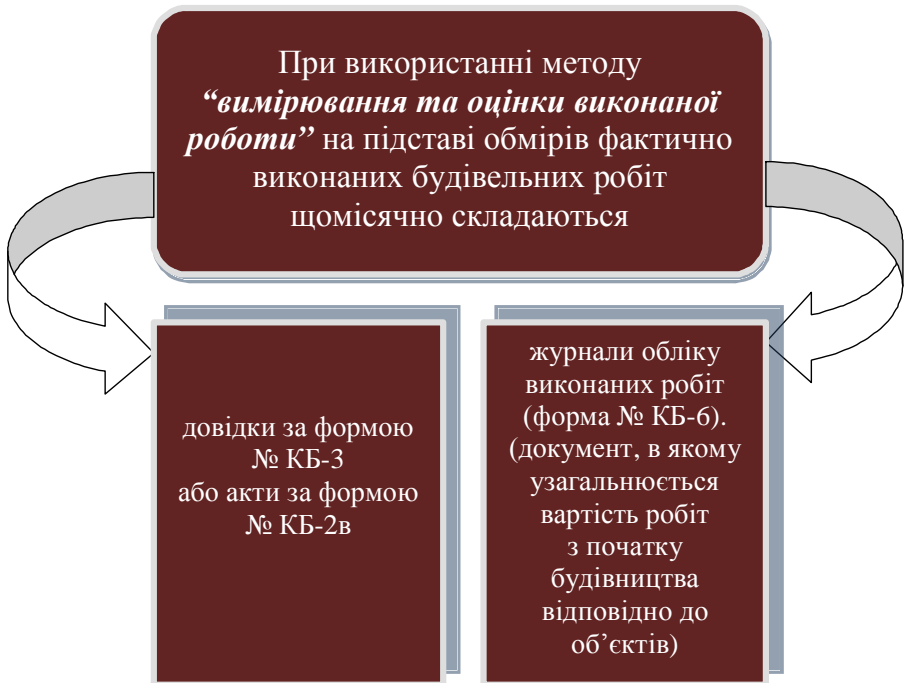 При використанні методу
“вимірювання та оцінки виконаної
роботи” на підставі обмірів фактично
виконаних будівельних робіт
щомісячно складаються
довідки за формою
№ КБ-3
або акти за формою
№ КБ-2в
журнали обліку
виконаних робіт
(форма № КБ-6).
(документ, в якому
узагальнюється
вартість робіт
з початку
будівництва
відповідно до
об’єктів)